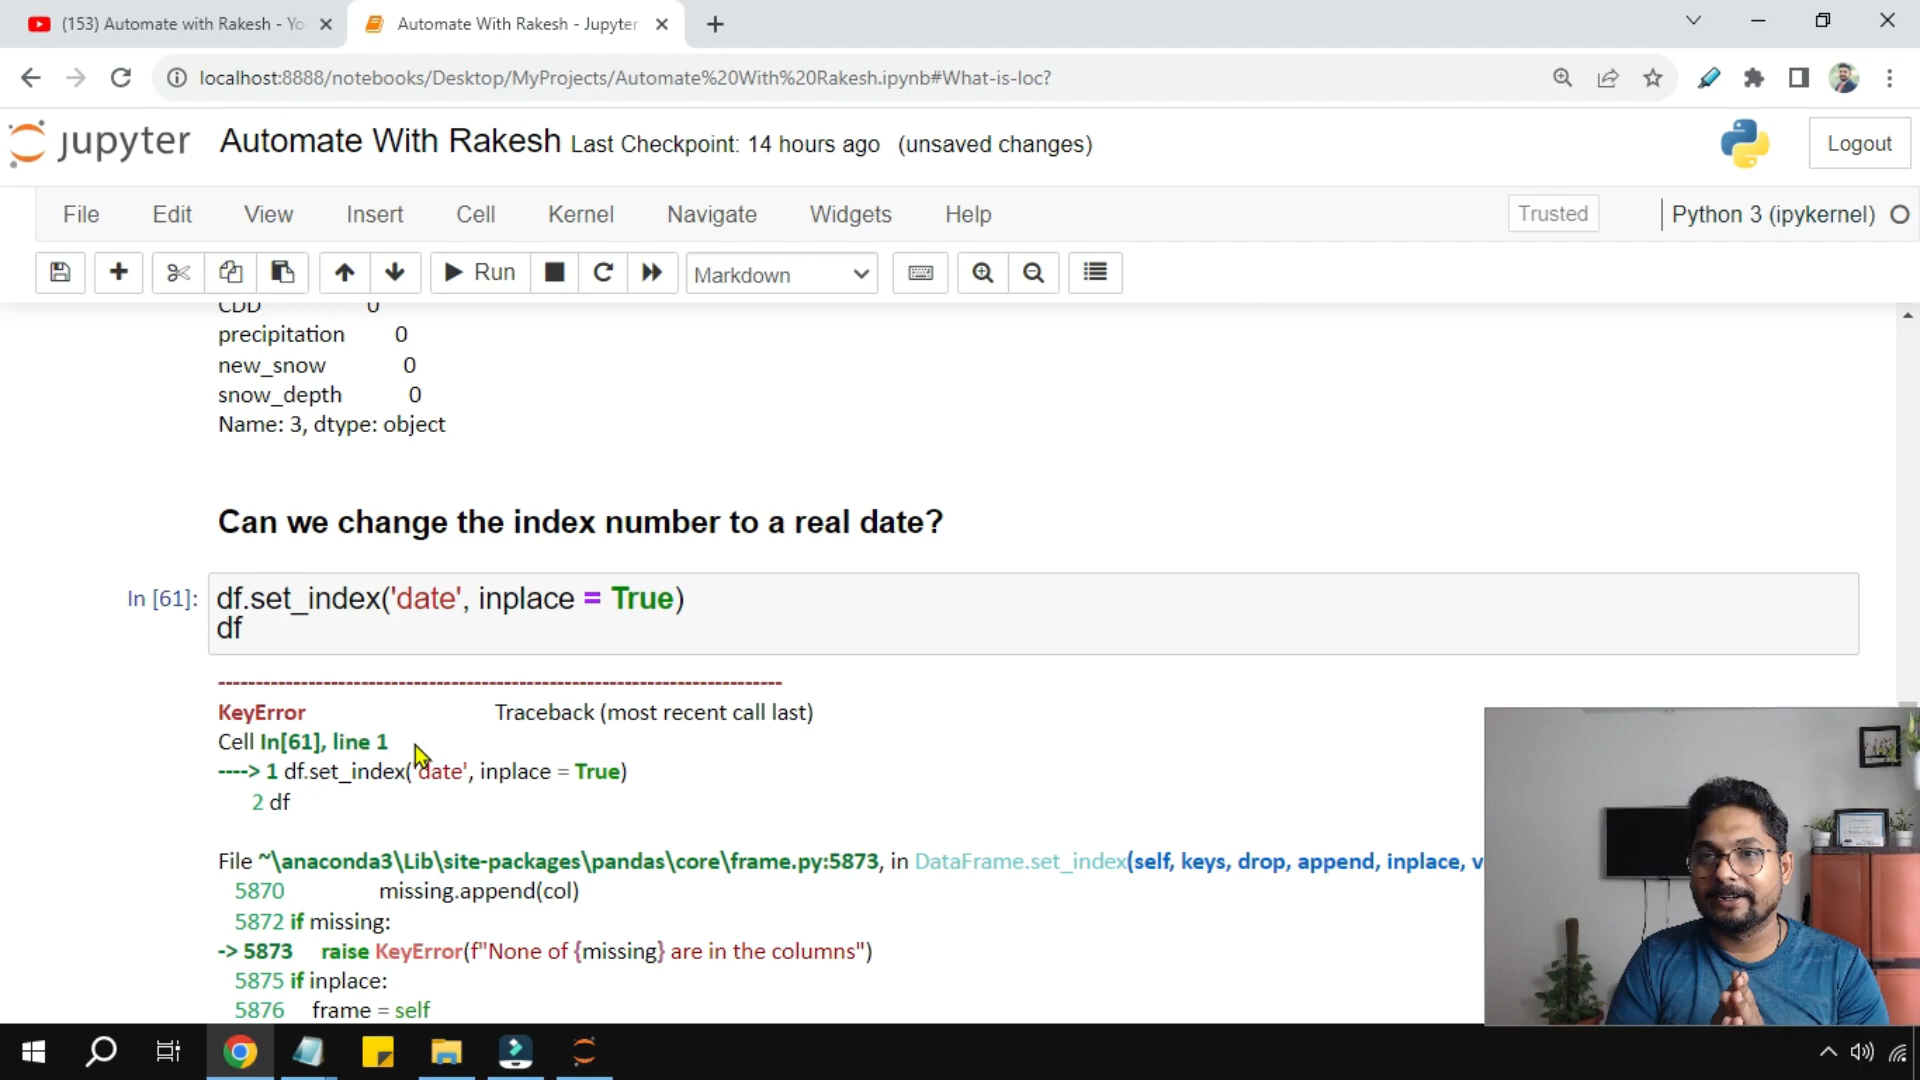 (153) Automate with Rakesh - Yo
Automate With Rakesh - Jupyter
localhost:8888/notebooks/Desktop/MyProjects/Automate%20With%20Rakesh.ipynb#What-is-loc?
jupyter Automate With Rakesh Last Checkpoint: 14 hours ago (unsaved changes)
Logout
File Edit View Insert Cell Kernel Navigate Widgets Help Trusted Python 3 (ipykernel)
Run Markdown
CDD 0
precipitation 0
new_snow 0
snow_depth 0
Name: 3, dtype: object
Can we change the index number to a real date?
In [61]: df.set_index('date', inplace = True)
df
---------------------------------------------------------------------------
KeyError Traceback (most recent call last)
Cell In[61], line 1
----> 1 df.set_index('date', inplace = True)
2 df
File ~\anaconda3\Lib\site-packages\pandas\core\frame.py:5873, in DataFrame.set_index(self, keys, drop, append, inplace, v
5870 missing.append(col)
5872 if missing:
-> 5873 raise KeyError(f"None of {missing} are in the columns")
5875 if inplace:
5876 frame = self